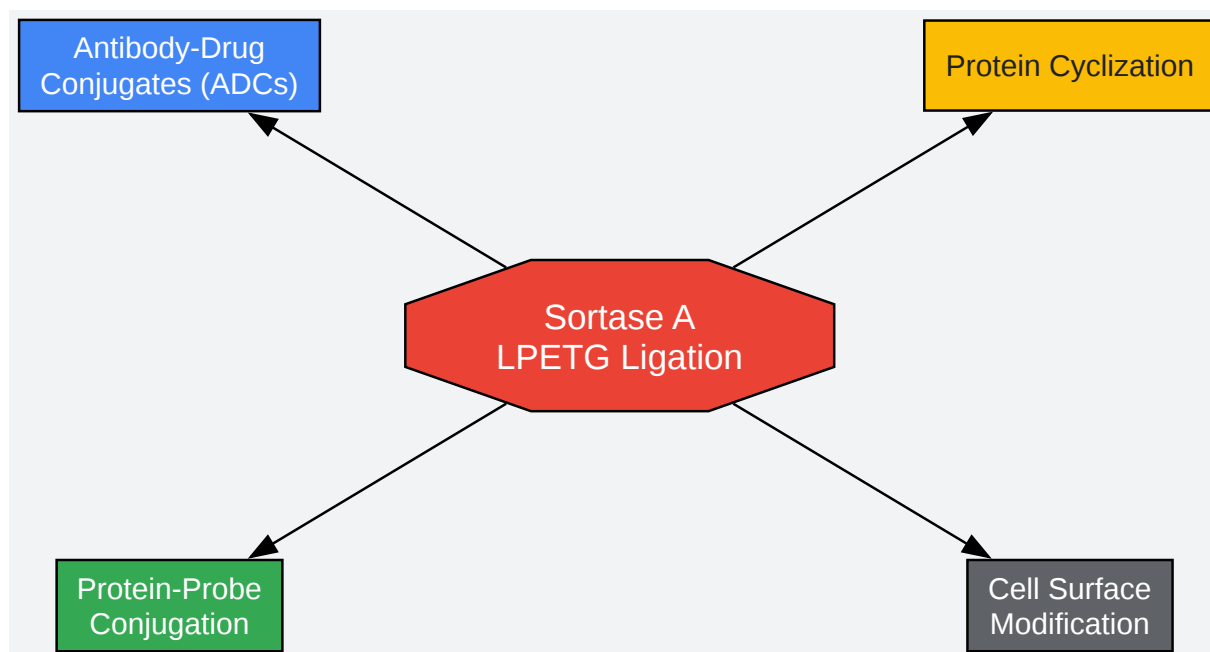 Antibody-Drug
Conjugates (ADCs)
Protein Cyclization
Sortase A
LPETG Ligation
Protein-Probe
Conjugation
Cell Surface
Modification